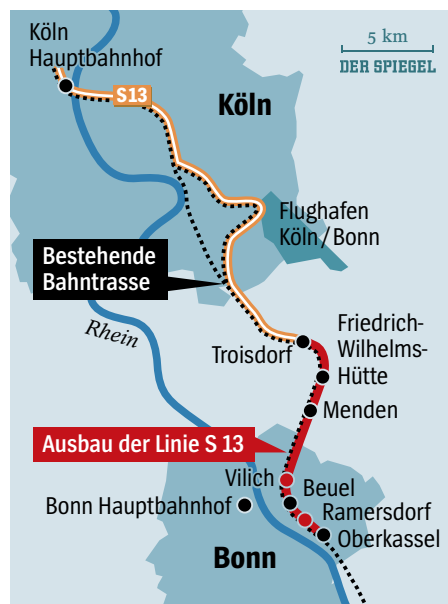 Köln
Hauptbahnhof
5 km
DER SPIEGEL
S13
Köln
Flughafen
Köln/Bonn
Bestehende
Bahntrasse
Rhein
Troisdorf
Friedrich-
Wilhelms-
Hütte
Menden
Ausbau der Linie S 13
Vilich
Beuel
Bonn Hauptbahnhof
Ramersdorf
Oberkassel
Bonn